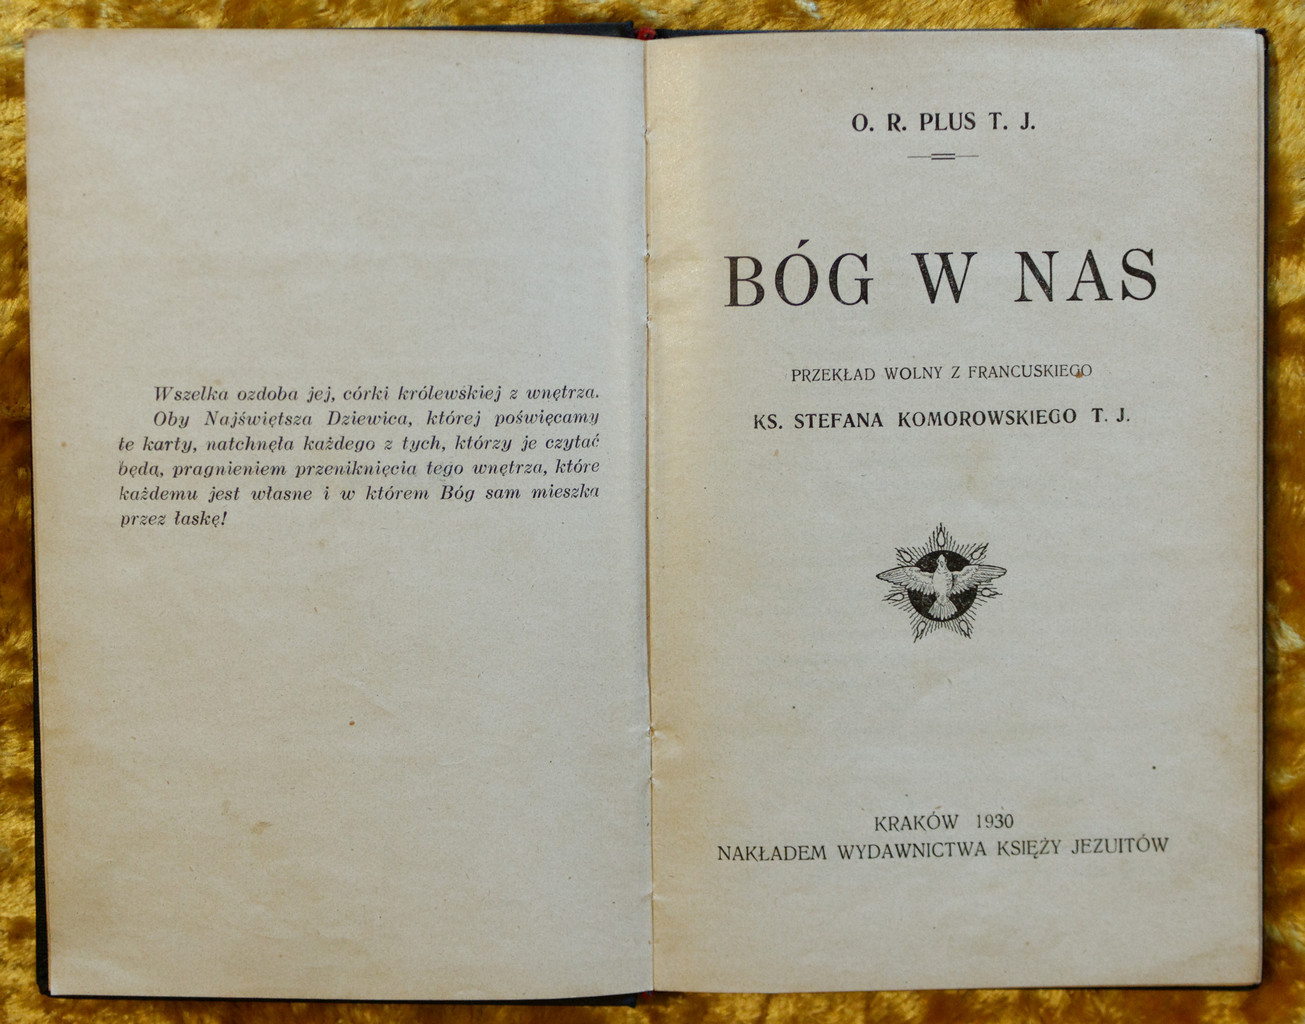 Wszelka ozdoba jej, córki królewskiej z wnętrza.
Oby Najświętsza Dziewica, której poświęcamy
te karty, natchnęła każdego z tych, którzy je czytać
będą, pragnieniem przeniknięcia tego wnętrza, które
każdemu jest własne i w którem Bóg sam mieszka
przez łaskę!
O. R. PLUS T. J.
BÓG W NAS
PRZEKŁAD WOLNY Z FRANCUSKIEGO
KS. STEFANA KOMOROWSKIEGO T. J.
KRAKÓW 1930
NAKŁADEM WYDAWNICTWA KSIĘŻY JEZUITÓW